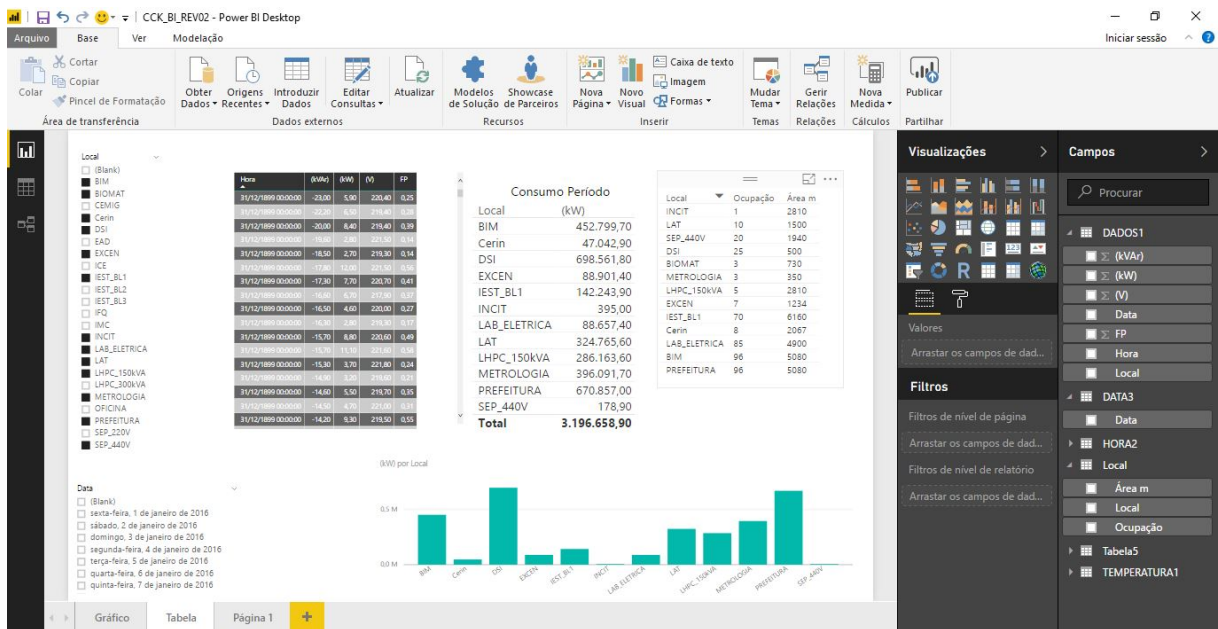 CCK_BI_REV02 - Power BI Desktop
Arquivo Base Ver Modelação Iniciar sessão
Colar
Cortar
Copiar
Pincel de Formatação
Obter Dados
Origens Recentes
Introduzir Dados
Editar Consultas
Atualizar
Modelos de Solução
Showcase de Parceiros
Nova Página
Novo Visual
Caixa de texto
Imagem
Formas
Mudar Tema
Gerir Relações
Nova Medida
Publicar
Área de transferência Dados externos Recursos Inserir Temas Relações Cálculos Partilhar
Local
(Blank)
BIM
BIOMAT
CEMIG
Cerin
DSI
EAD
EXCEN
ICE
IEST_BL1
IEST_BL2
IEST_BL3
IFQ
IMC
INCIT
LAB_ELETRICA
LAT
LHPC_150kVA
LHPC_300kVA
METROLOGIA
OFICINA
PREFEITURA
SEP_220V
SEP_440V
Hora (kVAr) (kW) (V) FP
31/12/1899 00:00:00 -23,00 5,90 220,40 0,25
31/12/1899 00:00:00 -20,00 8,40 219,40 0,39
31/12/1899 00:00:00 -18,50 2,70 219,30 0,14
31/12/1899 00:00:00 -17,30 7,70 220,70 0,41
31/12/1899 00:00:00 -16,50 4,60 220,00 0,27
31/12/1899 00:00:00 -15,70 8,80 220,60 0,49
31/12/1899 00:00:00 -15,30 3,70 221,80 0,24
31/12/1899 00:00:00 -14,60 5,50 219,70 0,35
31/12/1899 00:00:00 -14,20 9,30 219,50 0,55
Consumo Período
Local (kW)
BIM 452.799,70
Cerin 47.042,90
DSI 698.561,80
EXCEN 88.901,40
IEST_BL1 142.243,90
INCIT 395,00
LAB_ELETRICA 88.657,40
LAT 324.765,60
LHPC_150kVA 286.163,60
METROLOGIA 396.091,70
PREFEITURA 670.857,00
SEP_440V 178,90
Total 3.196.658,90
Local Ocupação Área m
INCIT 1 2810
LAT 10 1500
SEP_440V 20 1940
DSI 25 500
BIOMAT 3 730
METROLOGIA 3 350
LHPC_150kVA 5 2810
EXCEN 7 1234
IEST_BL1 70 6160
Cerin 8 2067
LAB_ELETRICA 85 4900
BIM 96 5080
PREFEITURA 96 5080
Data
(Blank)
sexta-feira, 1 de janeiro de 2016
sábado, 2 de janeiro de 2016
domingo, 3 de janeiro de 2016
segunda-feira, 4 de janeiro de 2016
terça-feira, 5 de janeiro de 2016
quarta-feira, 6 de janeiro de 2016
quinta-feira, 7 de janeiro de 2016
(kW) por Local
0,5 M
0,0 M
BIM Cerin DSI EXCEN IEST_BL1 INCIT LAB_ELETRICA LAT LHPC_150kVA METROLOGIA PREFEITURA SEP_440V
Gráfico Tabela Página 1
Visualizações
R
123
Valores
Arrastar os campos de dad...
Filtros
Filtros de nível de página
Arrastar os campos de dad...
Filtros de nível de relatório
Arrastar os campos de dad...
Campos
Procurar
DADOS1
∑ (kVAr)
∑ (kW)
∑ (V)
Data
∑ FP
Hora
Local
DATA3
Data
HORA2
Local
Área m
Local
Ocupação
Tabela5
TEMPERATURA1